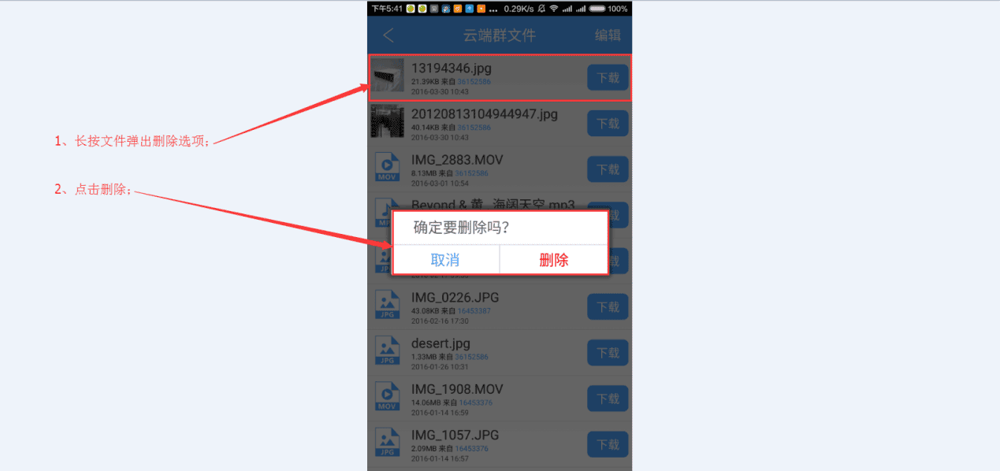 下午5:41 ... 0.29K/s 100%
云端群文件 编辑
13194346.jpg
21.39KB 来自 36152586
2016-03-30 10:43
下载
20120813104944947.jpg
40.14KB 来自 36152586
2016-03-30 10:43
下载
1、长按文件弹出删除选项;
IMG_2883.MOV
MOV
8.13MB 来自 36152586
2016-03-01 10:54
下载
2、点击删除;
Beyond & 黄
海阔天空.mp3
载
确定要删除吗?
取消 删除
载
IMG_0226.JPG
JPG
43.08KB 来自 16453387
2016-02-16 17:30
下载
desert.jpg
JPG
1.33MB 来自 36152586
2016-01-26 10:31
下载
IMG_1908.MOV
MOV
14.06MB 来自 16453376
2016-01-14 16:59
下载
IMG_1057.JPG
JPG
2.09MB 来自 16453376
2016-01-14 16:57
下载